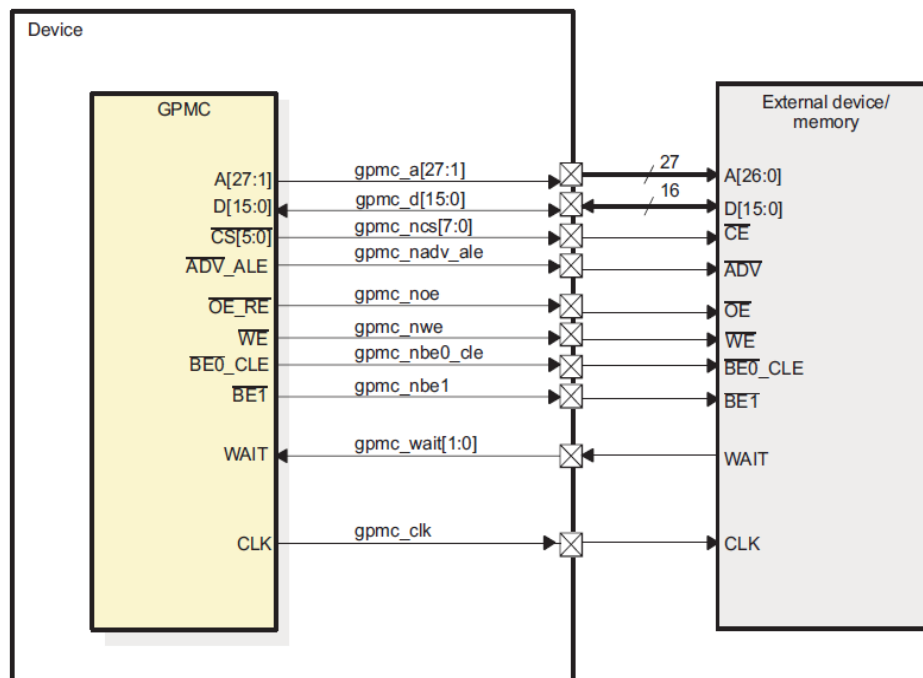 Device
GPMC
External device/
memory
A[27:1]
gpmc_a[27:1]
27
A[26:0]
D[15:0]
gpmc_d[15:0]
16
D[15:0]
CS[5:0]
gpmc_ncs[7:0]
CE
ADV_ALE
gpmc_nadv_ale
ADV
OE_RE
gpmc_noe
OE
WE
gpmc_nwe
WE
BE0_CLE
gpmc_nbe0_cle
BE0_CLE
BE1
gpmc_nbe1
BE1
WAIT
gpmc_wait[1:0]
WAIT
CLK
gpmc_clk
CLK